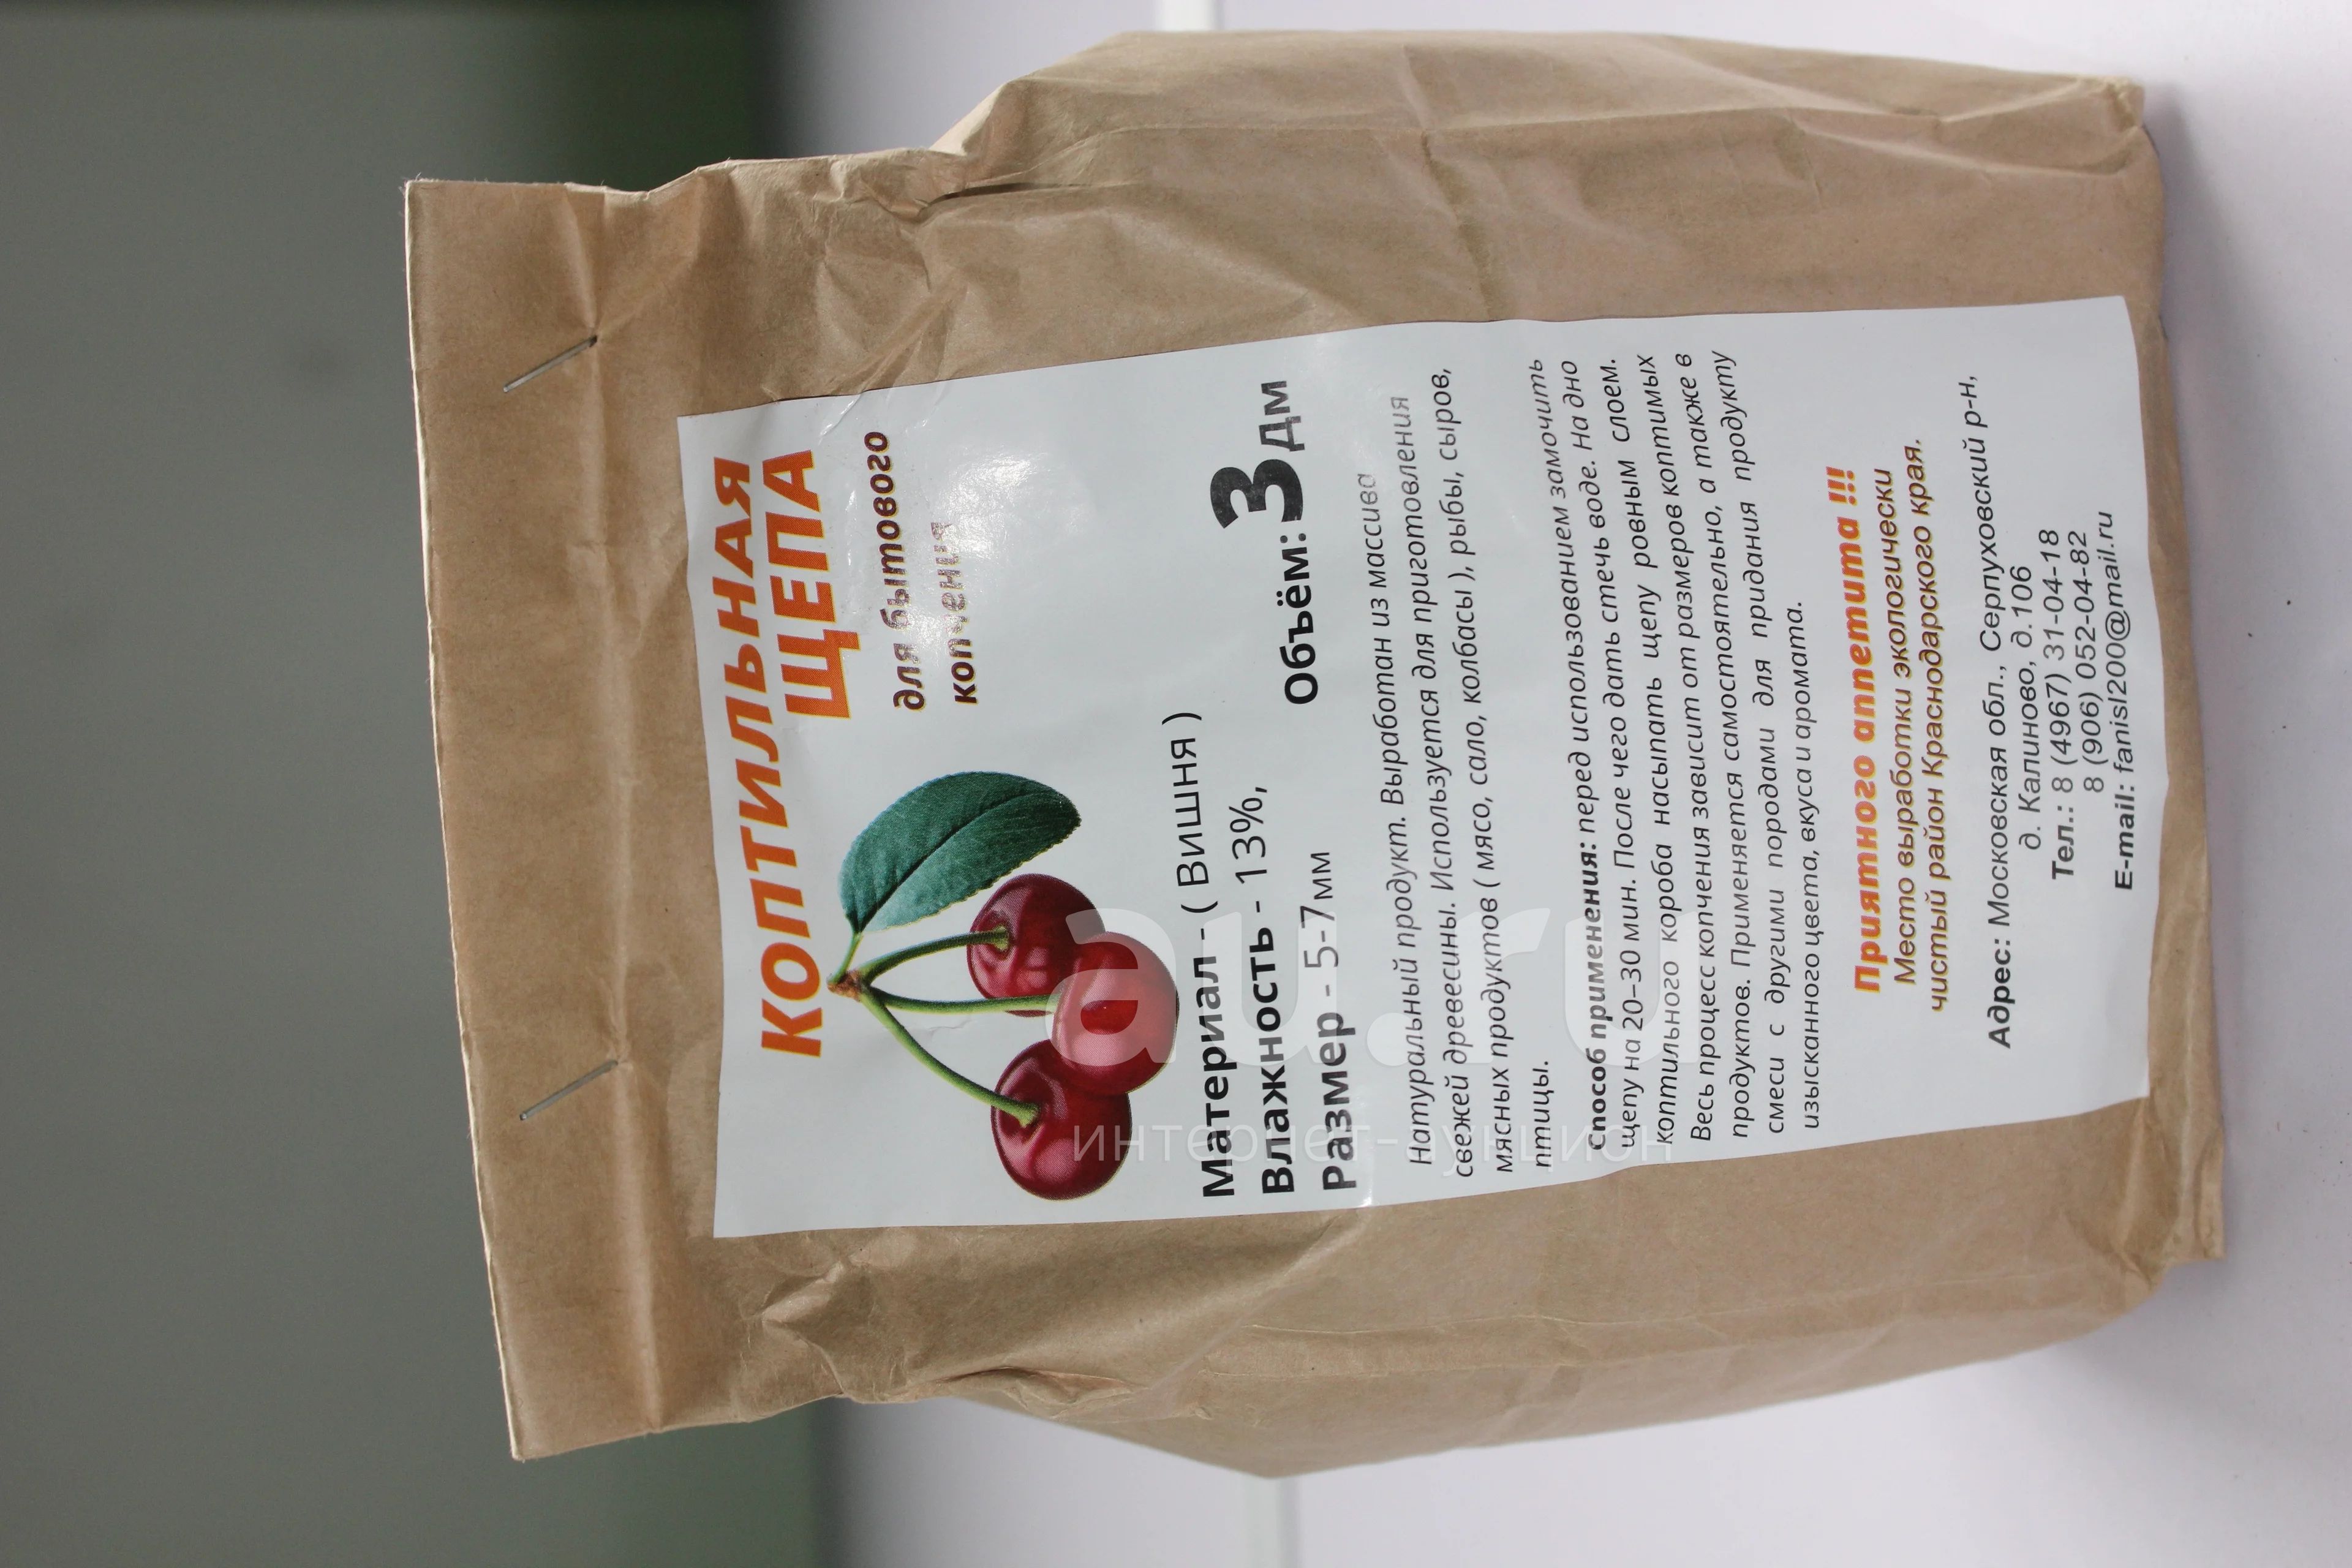 КОПТИЛЬНАЯ
ЩЕПА
для бытового
копчения
Материал - ( Вишня )
Влажность - 13%,
Размер - 5-7мм
Объём: 3 дм
Натуральный продукт. Выработан из массива
свежей древесины. Используется для приготовления
мясных продуктов ( мясо, сало, колбасы ), рыбы, сыров,
птицы.
Способ применения: перед использованием замочить
щепу на 20–30 мин. После чего дать стечь воде. На дно
коптильного короба насыпать щепу ровным слоем.
Весь процесс копчения зависит от размеров коптимых
продуктов. Применяется самостоятельно, а также в
смеси с другими породами для придания продукту
изысканного цвета, вкуса и аромата.
Приятного аппетита !!!
Место выработки экологически
чистый район Краснодарского края.
Адрес: Московская обл., Серпуховский р-н,
д. Калиново, д.106
Тел.: 8 (4967) 31-04-18
8 (906) 052-04-82
E-mail: fanisl200@mail.ru
au.ru
интернет-аукцион